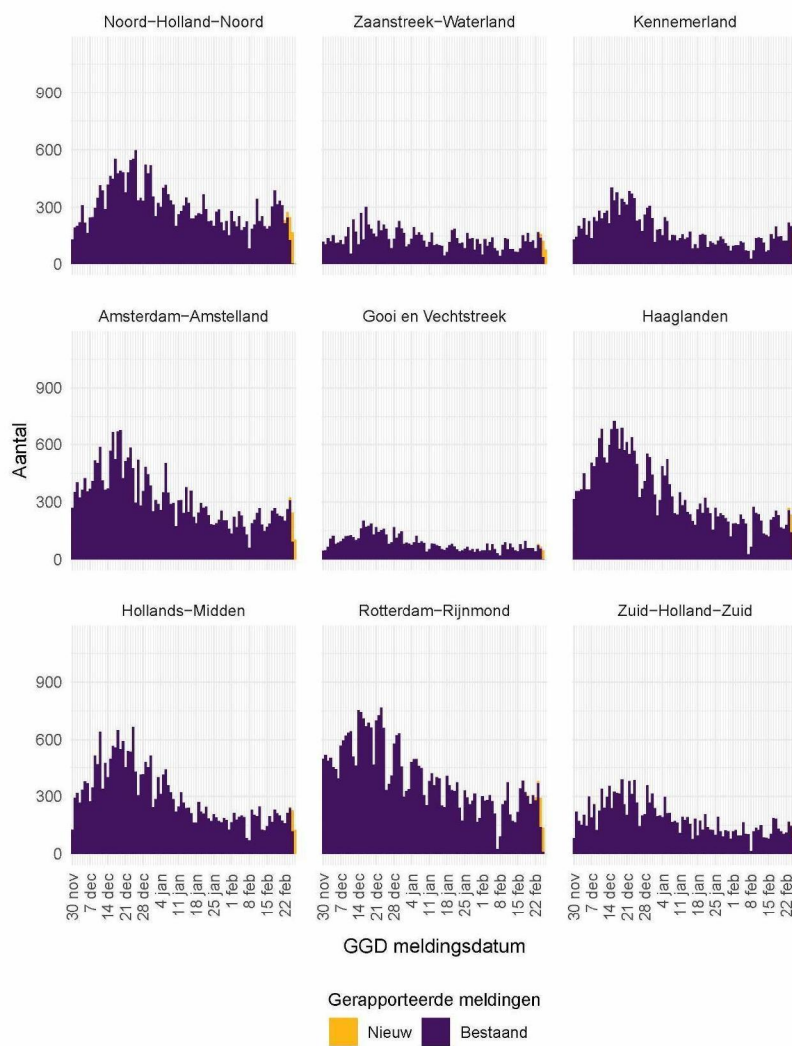 Noord-Holland-Noord
Zaanstreek-Waterland
Kennemerland
900
600
300
0
Amsterdam-Amstelland
Gooi en Vechtstreek
Haaglanden
900
600
300
0
Aantal
Hollands-Midden
Rotterdam-Rijnmond
Zuid-Holland-Zuid
900
600
300
0
30 nov
7 dec
14 dec
21 dec
28 dec
4 jan
11 jan
18 jan
25 jan
1 feb
8 feb
15 feb
22 feb
30 nov
7 dec
14 dec
21 dec
28 dec
4 jan
11 jan
18 jan
25 jan
1 feb
8 feb
15 feb
22 feb
30 nov
7 dec
14 dec
21 dec
28 dec
4 jan
11 jan
18 jan
25 jan
1 feb
8 feb
15 feb
22 feb
GGD meldingsdatum
Gerapporteerde meldingen
Nieuw
Bestaand